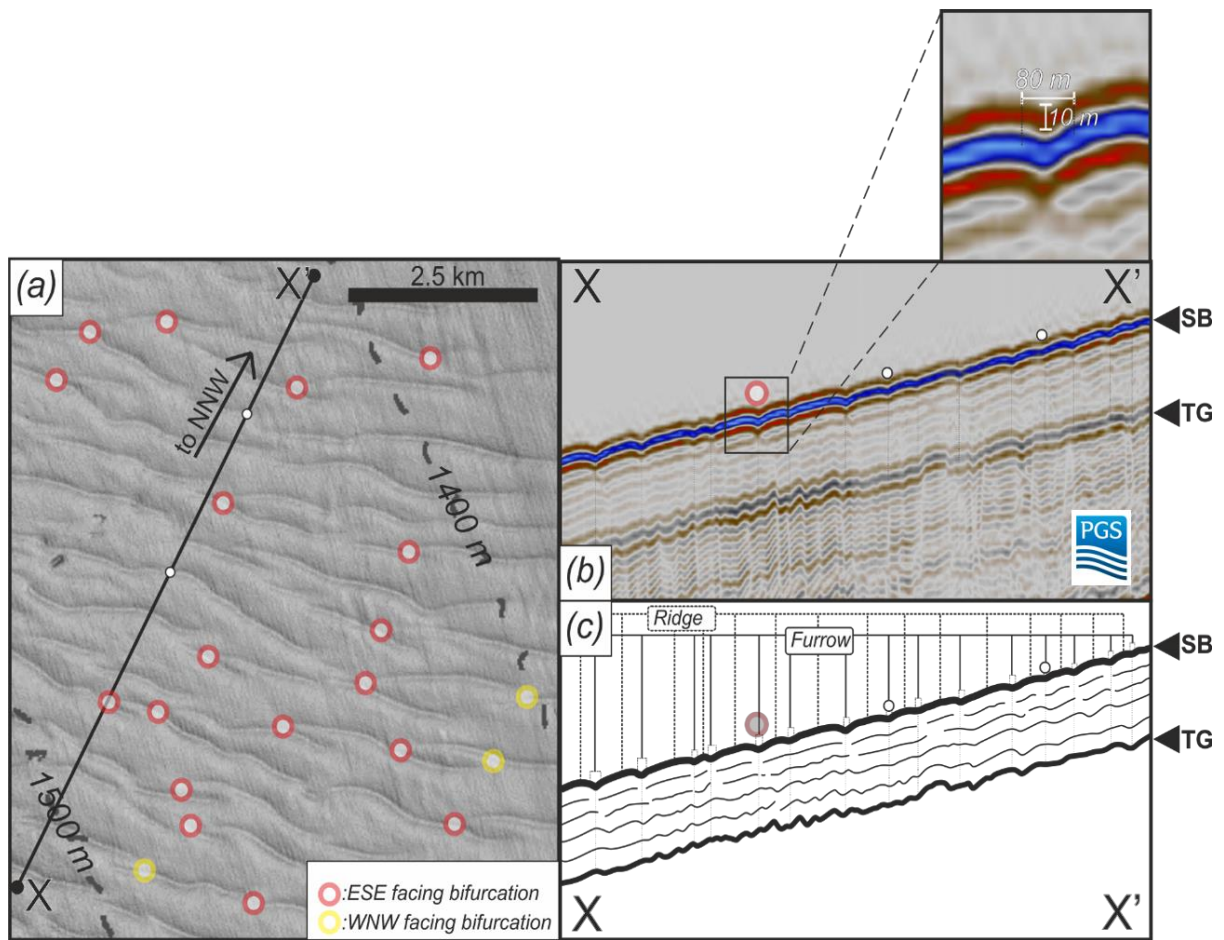 80 m
10 m
(a)
X'
2.5 km
to NNW
1400 m
1500 m
X
:ESE facing bifurcation
:WNW facing bifurcation
X
X'
SB
TG
PGS
(b)
(c)
Ridge
Furrow
SB
TG
X
X'